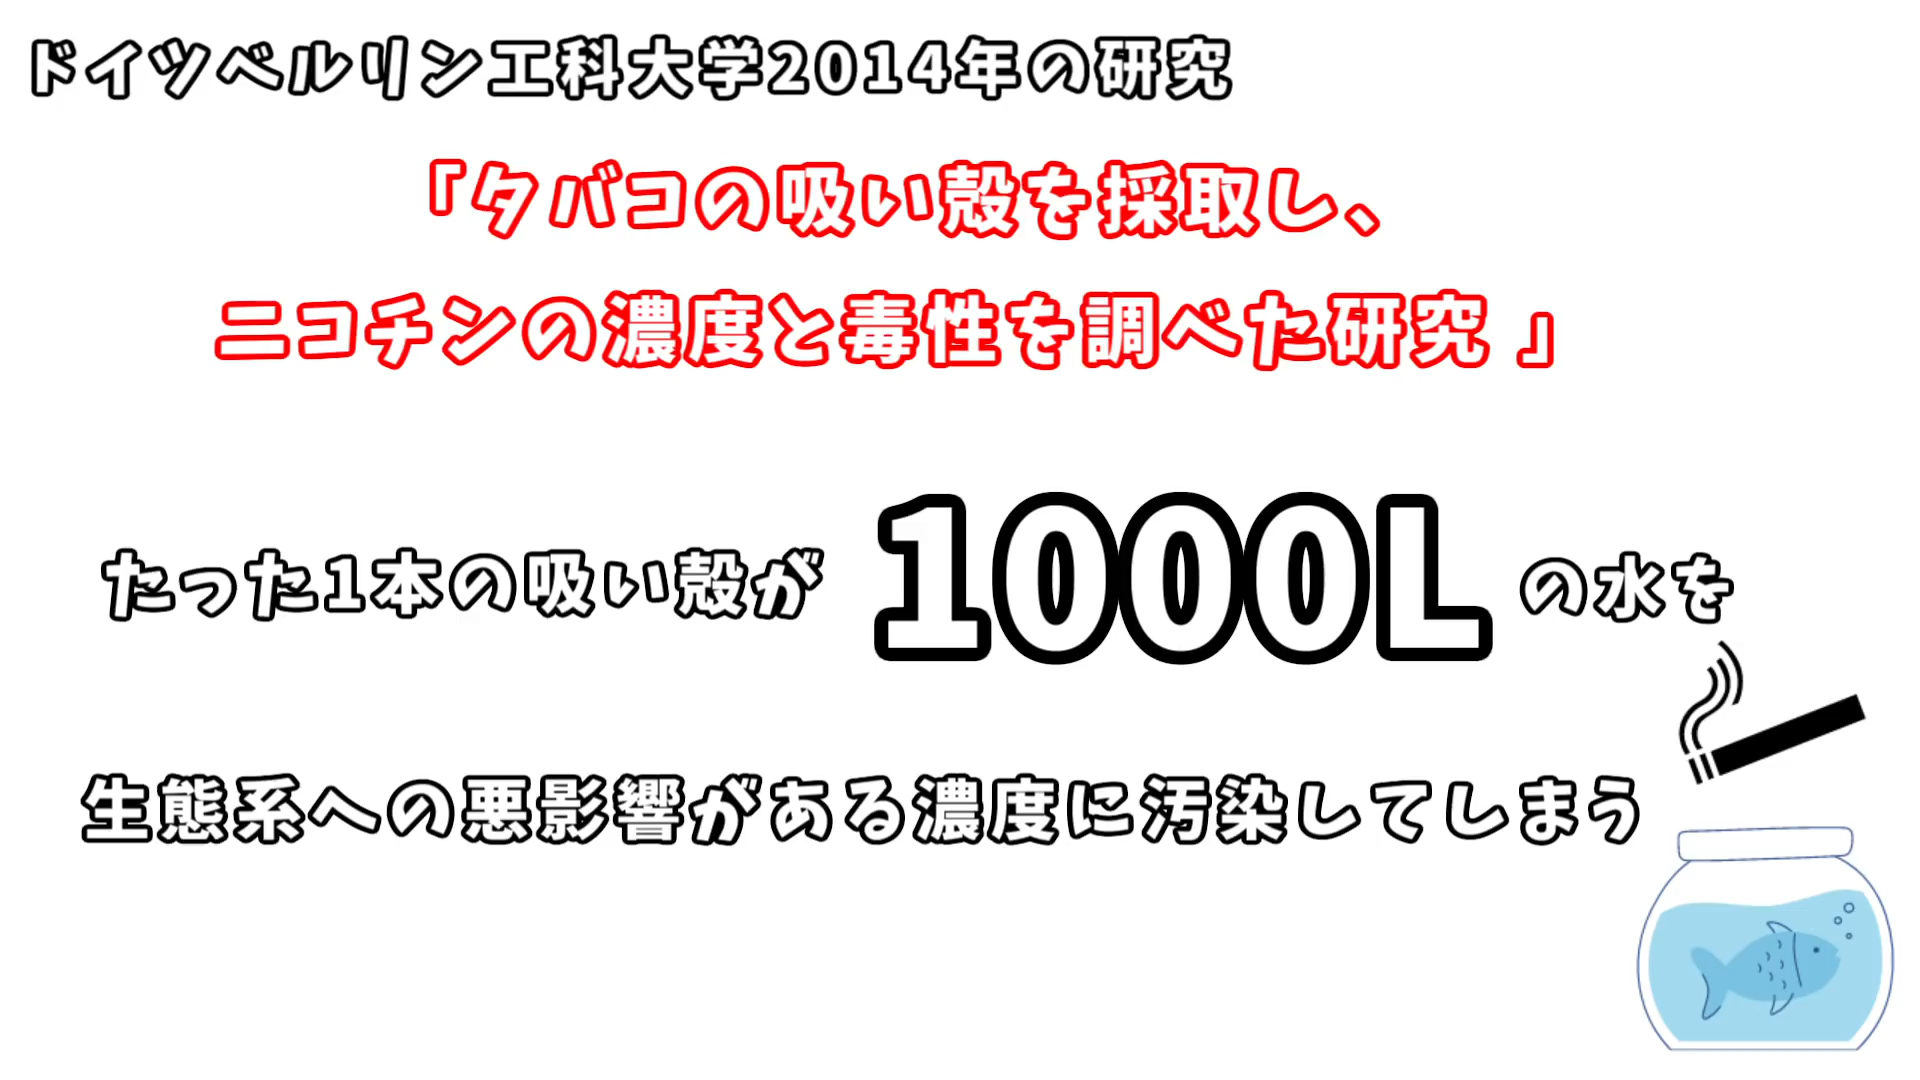 ドイツベルリン工科大学2014年の研究
「タバコの吸い殻を採取し、
ニコチンの濃度と毒性を調べた研究 」
たった1本の吸い殻が 1000L の水を
生態系への悪影響がある濃度に汚染してしまう